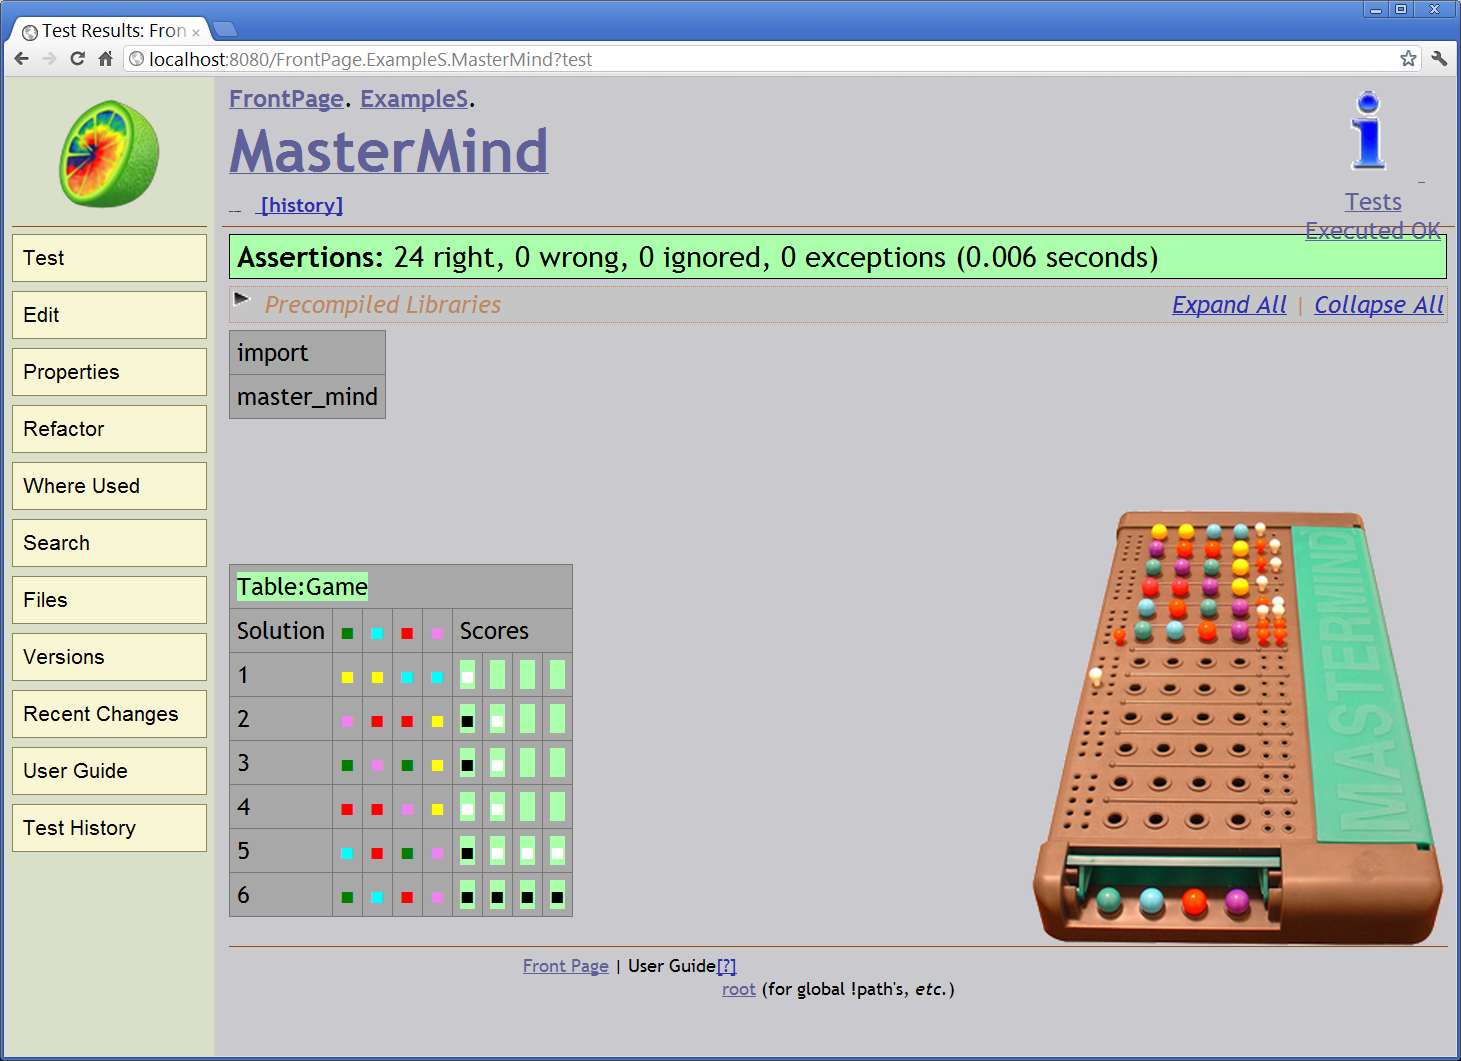 Test Results: Fron
localhost:8080/FrontPage.ExampleS.MasterMind?test
FrontPage. ExampleS.
MasterMind
[history]
Tests
Executed OK
Assertions: 24 right, 0 wrong, 0 ignored, 0 exceptions (0.006 seconds)
Precompiled Libraries
Expand All | Collapse All
import
master_mind
Test
Edit
Properties
Refactor
Where Used
Search
Files
Versions
Recent Changes
User Guide
Test History
Table:Game
Solution Scores
1
2
3
4
5
6
MASTERMIND
Front Page | User Guide[?]
root (for global !path's, etc.)